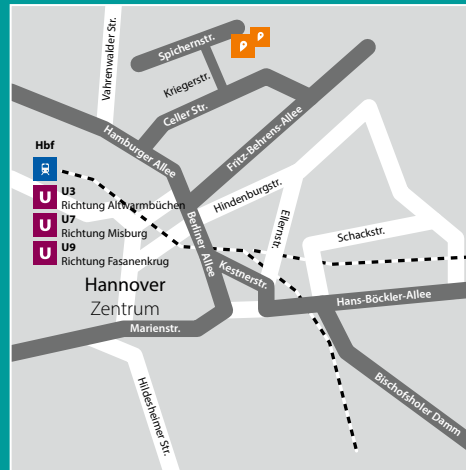 Vahrenwalder Str.
Spichernstr.
Kriegerstr.
Celler Str.
Hamburger Allee
Fritz-Behrens-Allee
Hbf
U U3
Richtung Altwarmbüchen
U U7
Richtung Misburg
U U9
Richtung Fasanenkrug
Hindenburgstr.
Ellernstr.
Schackstr.
Berliner Allee
Kestnerstr.
Hannover
Zentrum
Hans-Böckler-Allee
Marienstr.
Hildesheimer Str.
Bischofsholer Damm